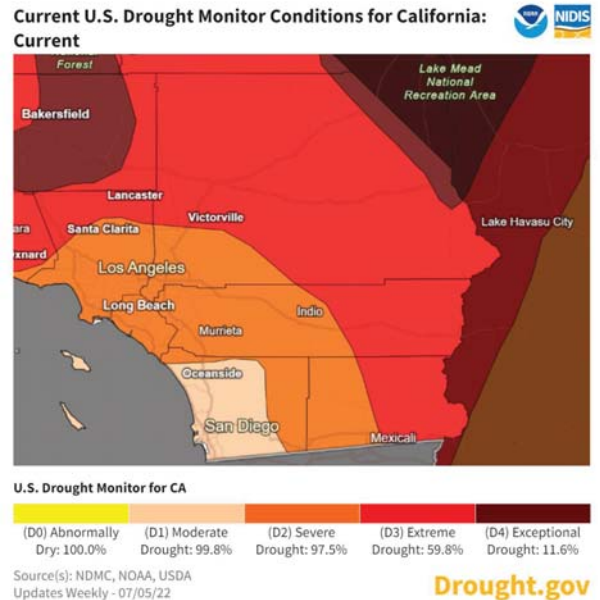 Current U.S. Drought Monitor Conditions for California:
Current
NOAA
NIDIS
Forest
Lake Mead
National
Recreation Area
Bakersfield
Lancaster
Victorville
Lake Havasu City
ara
Santa Clarita
xnard
Los Angeles
Long Beach
Indio
Murrieta
Oceanside
San Diego
Mexicali
U.S. Drought Monitor for CA
(D0) Abnormally
Dry: 100.0%
(D1) Moderate
Drought: 99.8%
(D2) Severe
Drought: 97.5%
(D3) Extreme
Drought: 59.8%
(D4) Exceptional
Drought: 11.6%
Source(s): NDMC, NOAA, USDA
Updates Weekly - 07/05/22
Drought.gov